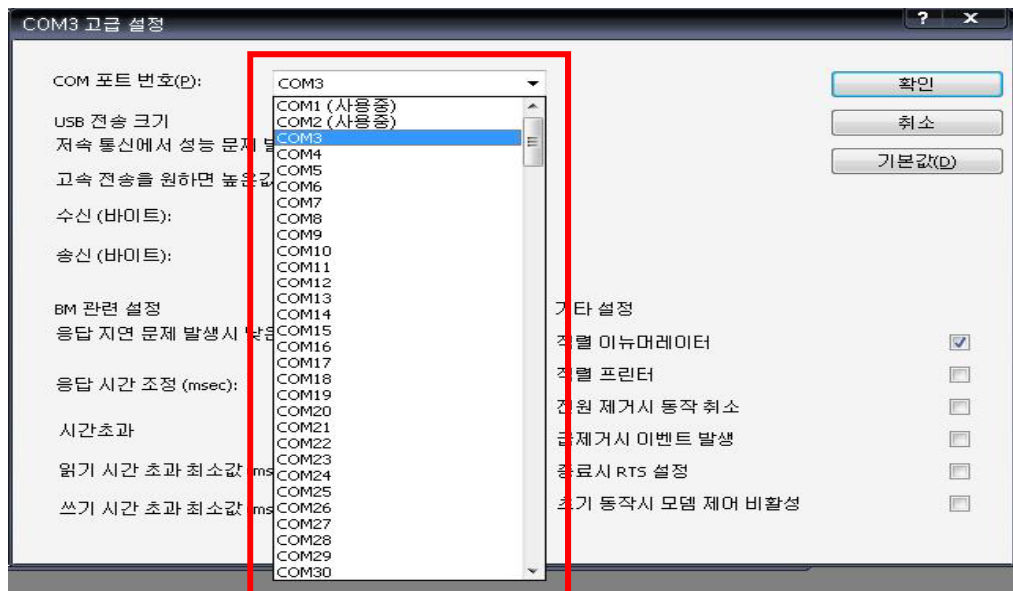 COM3 고급 설정
? x
COM 포트 번호(P):
COM3
확인
COM1 (사용중)
USB 전송 크기
COM2 (사용중)
취소
저속 통신에서 성능 문제
COM3
COM4
기본값(D)
고속 전송을 원하면
COM5
COM6
COM7
수신 (바이트):
COM8
COM9
송신 (바이트):
COM10
COM11
COM12
COM13
BM 관련 설정
COM14
기타 설정
응답 지연 문제 발생시
COM15
직렬 이뉴머레이터
COM16
COM17
직렬 프린터
응답 시간 조정 (msec):
COM18
COM19
전원 제거시 동작 취소
COM20
시간초과
COM21
급제거시 이벤트 발생
COM22
COM23
읽기 시간 초과 최소값
COM24
종료시 RTS 설정
COM25
쓰기 시간 초과 최소값
COM26
초기 동작시 모뎀 제어 비활성
COM27
COM28
COM29
COM30